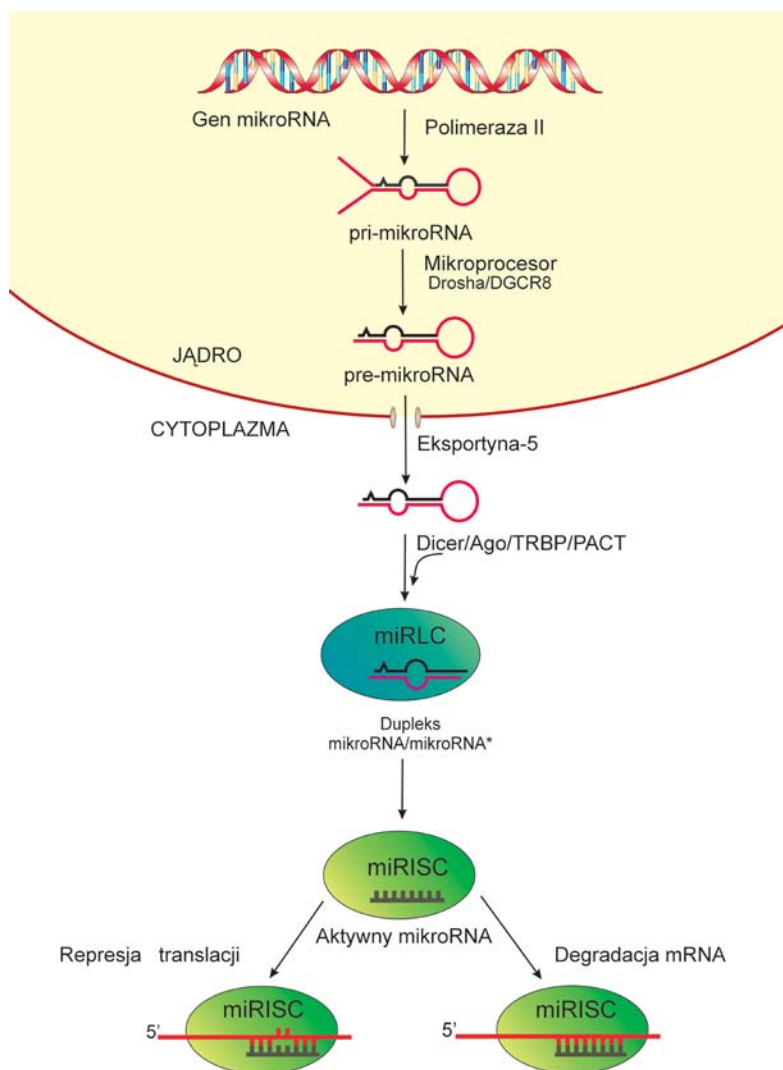 Gen mikroRNA
Polimeraza II
pri-mikroRNA
Mikroprocesor
Drosha/DGCR8
JĄDRO
pre-mikroRNA
CYTOPLAZMA
Eksportyna-5
Dicer/Ago/TRBP/PACT
miRLC
Dupleks
mikroRNA/mikroRNA*
miRISC
Aktywny mikroRNA
Represja translacji
Degradacja mRNA
miRISC
5'
miRISC
5'